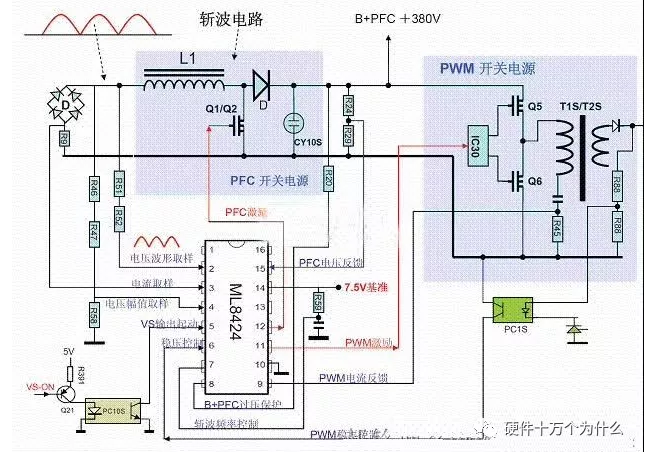 斩波电路
B+PFC ＋380V
L1
PWM 开关电源
D
Q1/Q2
D
R24
R29
CY10S
Q5
T1S/T2S
IC30
Q6
R9
R46
R51
R52
R20
PFC 开关电源
R88
R88
R45
R47
PFC激励
电压波形取样
1
16
2
15
PFC电压反馈
电流取样
3
14
7.5V基准
ML8424
电压幅值取样
4
13
R59
R58
VS输出起动
5
12
PC1S
稳压控制
6
11
PWM激励
5V
R391
7
10
8
9
PWM电流反馈
VS-ON
Q21
PC10S
B+PFC过压保护
斩波频率控制
PWM稳
硬件十万个为什么